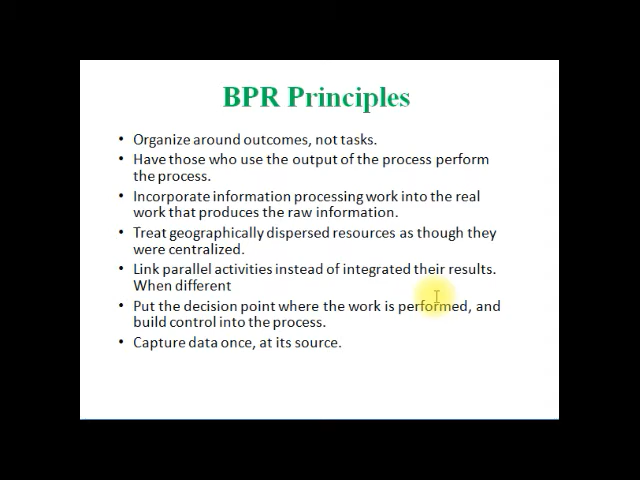 BPR Principles
• Organize around outcomes, not tasks.
• Have those who use the output of the process perform
the process.
• Incorporate information processing work into the real
work that produces the raw information.
• Treat geographically dispersed resources as though they
were centralized.
• Link parallel activities instead of integrated their results.
When different
• Put the decision point where the work is performed, and
build control into the process.
• Capture data once, at its source.